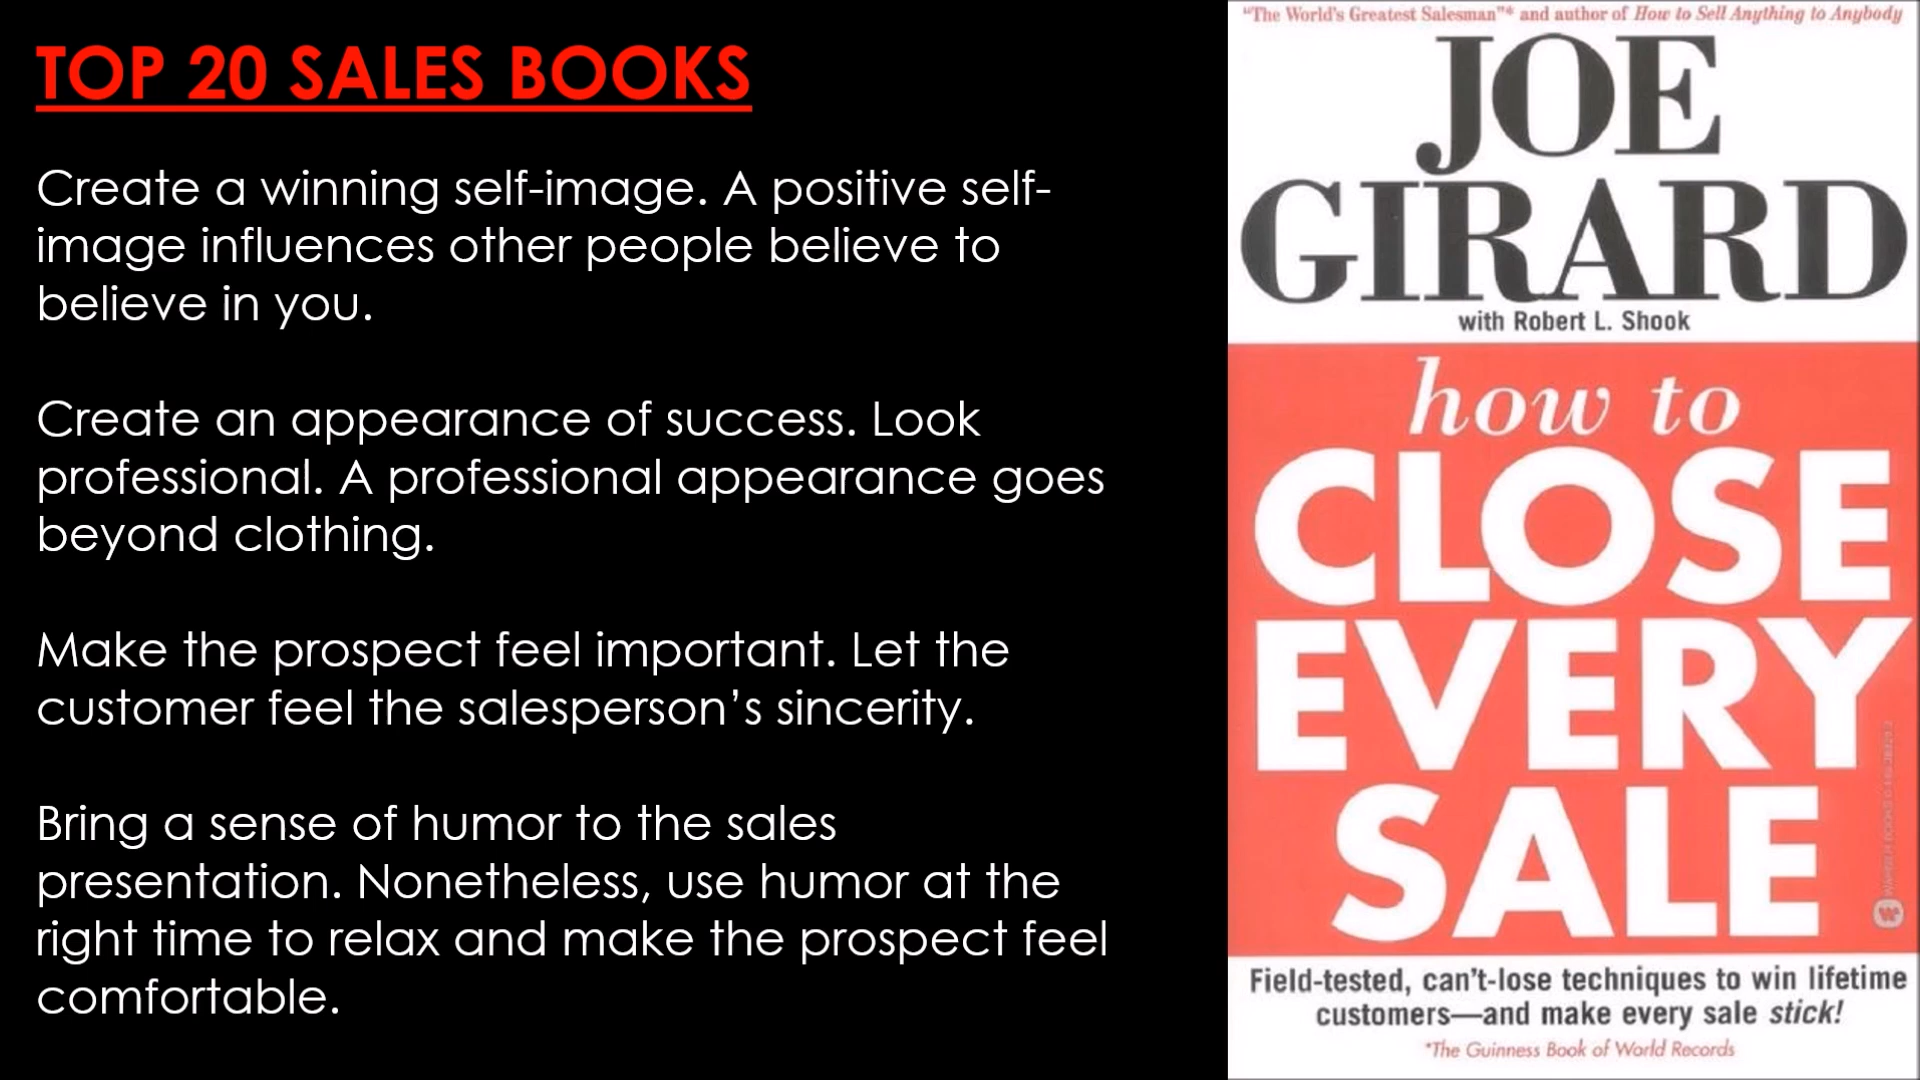 TOP 20 SALES BOOKS
Create a winning self-image. A positive self-
image influences other people believe to
believe in you.
Create an appearance of success. Look
professional. A professional appearance goes
beyond clothing.
Make the prospect feel important. Let the
customer feel the salesperson’s sincerity.
Bring a sense of humor to the sales
presentation. Nonetheless, use humor at the
right time to relax and make the prospect feel
comfortable.
"The World's Greatest Salesman"* and author of How to Sell Anything to Anybody
JOE
GIRARD
with Robert L. Shook
how to
CLOSE
EVERY
SALE
Field-tested, can't-lose techniques to win lifetime
customers—and make every sale stick!
*The Guinness Book of World Records